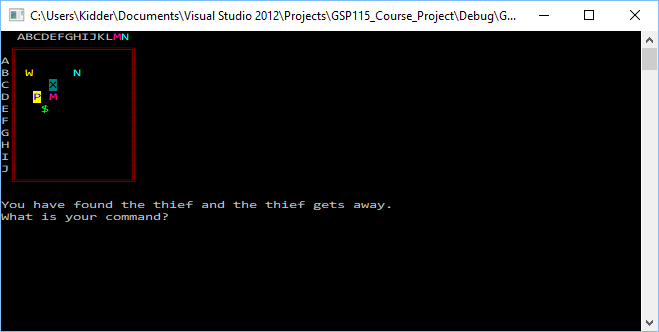 C:\Users\Kidder\Documents\Visual Studio 2012\Projects\GSP115_Course_Project\Debug\G...
ABCDEFGHIJKLMN
A
B W N
C X
D P M
E $
F
G
H
I
J
You have found the thief and the thief gets away.
What is your command?